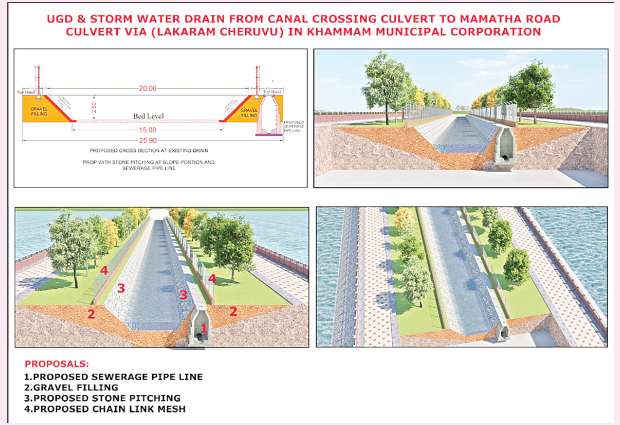 UGD & STORM WATER DRAIN FROM CANAL CROSSING CULVERT TO MAMATHA ROAD
CULVERT VIA (LAKARAM CHERUVU) IN KHAMMAM MUNICIPAL CORPORATION
20.00
GRAVEL
FILLING
2.50
Bed Level
GRAVEL
FILLING
PROPOSED
SEWERAGE
PIPE LINE
15.00
25.90
PROPOSED CROSS SECTION AT EXISTING DRAIN
PROP WITH STONE PITCHING AT SLOPE PORTION AND
SEWERAGE PIPE LINE
4
4
3
3
2
2
1
PROPOSALS:
1.PROPOSED SEWERAGE PIPE LINE
2.GRAVEL FILLING
3.PROPOSED STONE PITCHING
4.PROPOSED CHAIN LINK MESH